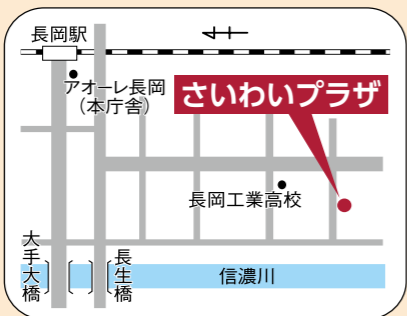 長岡駅
アオーレ長岡
（本庁舎）
さいわいプラザ
長岡工業高校
大手大橋
長生橋
信濃川